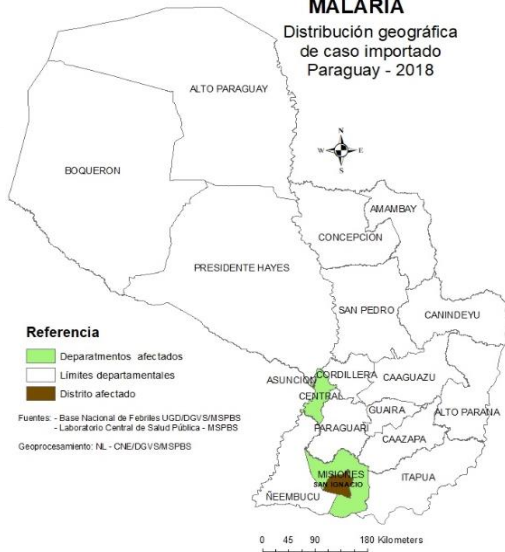 MALARIA
Distribución geográfica
de caso importado
Paraguay - 2018
ALTO PARAGUAY
N
W E
S
BOQUERON
AMAMBAY
CONCEPCION
PRESIDENTE HAYES
SAN PEDRO
CANINDEYU
Referencia
Deparatmentos afectados
Límites departamentales
Distrito afectado
Fuentes: - Base Nacional de Febriles UGD/DGVS/MSPBS
- Laboratorio Central de Salud Pública - MSPBS
Geoprocesamiento: NL - CNE/DGVS/MSPBS
ASUNCION
CORDILLERA
CAAGUAZU
CENTRAL
GUAIRA
ALTO PARANA
PARAGUARI
CAAZAPA
MISIONES
SAN IGNACIO
ITAPUA
ÑEEMBUCU
0 45 90 180 Kilometers